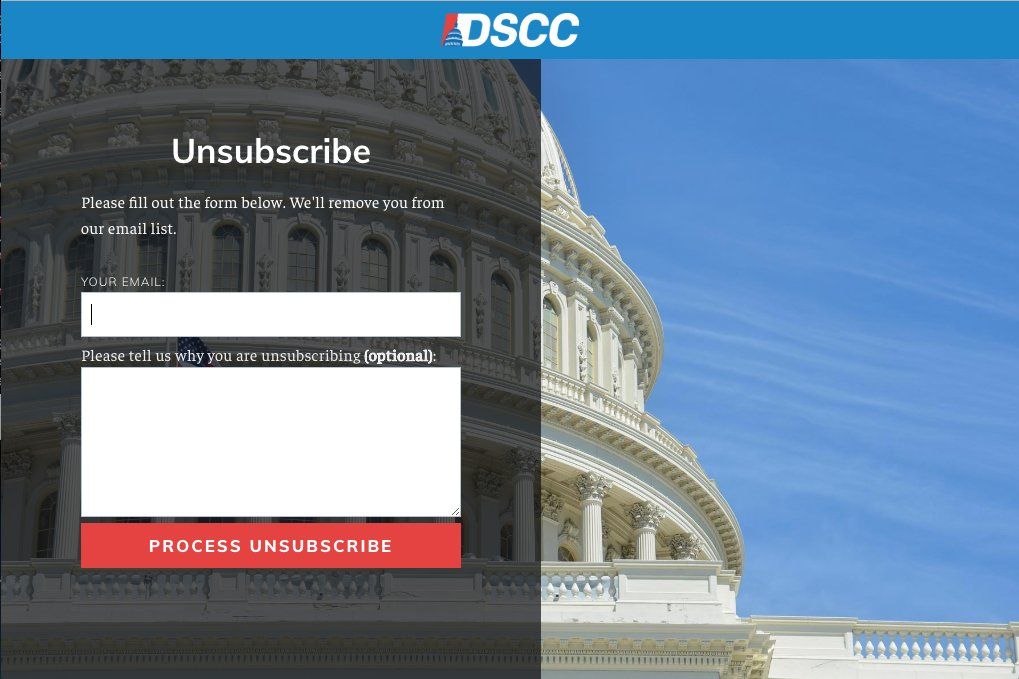 DSCC
Unsubscribe
Please fill out the form below. We'll remove you from
our email list.
YOUR EMAIL:
Please tell us why you are unsubscribing (optional):
PROCESS UNSUBSCRIBE